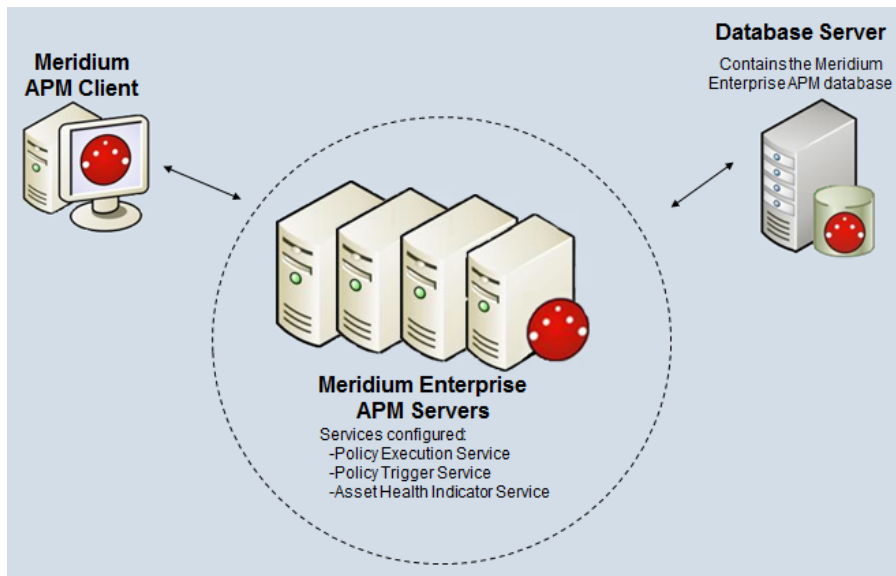 Meridium
APM Client
Database Server
Contains the Meridium
Enterprise APM database
Meridium Enterprise
APM Servers
Services configured:
-Policy Execution Service
-Policy Trigger Service
-Asset Health Indicator Service